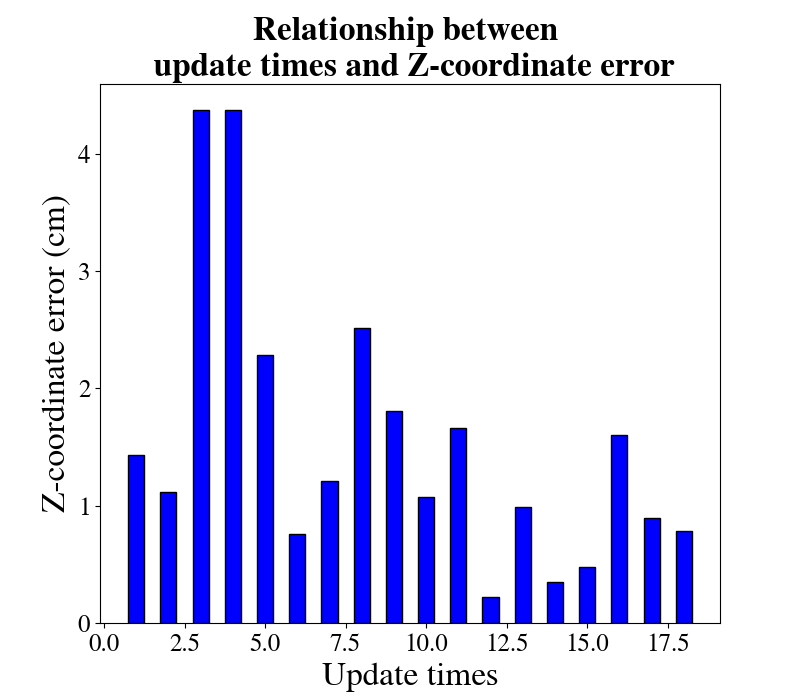 Relationship between
update times and Z-coordinate error
Z-coordinate error (cm)
4
3
2
1
0
0.0 2.5 5.0 7.5 10.0 12.5 15.0 17.5
Update times